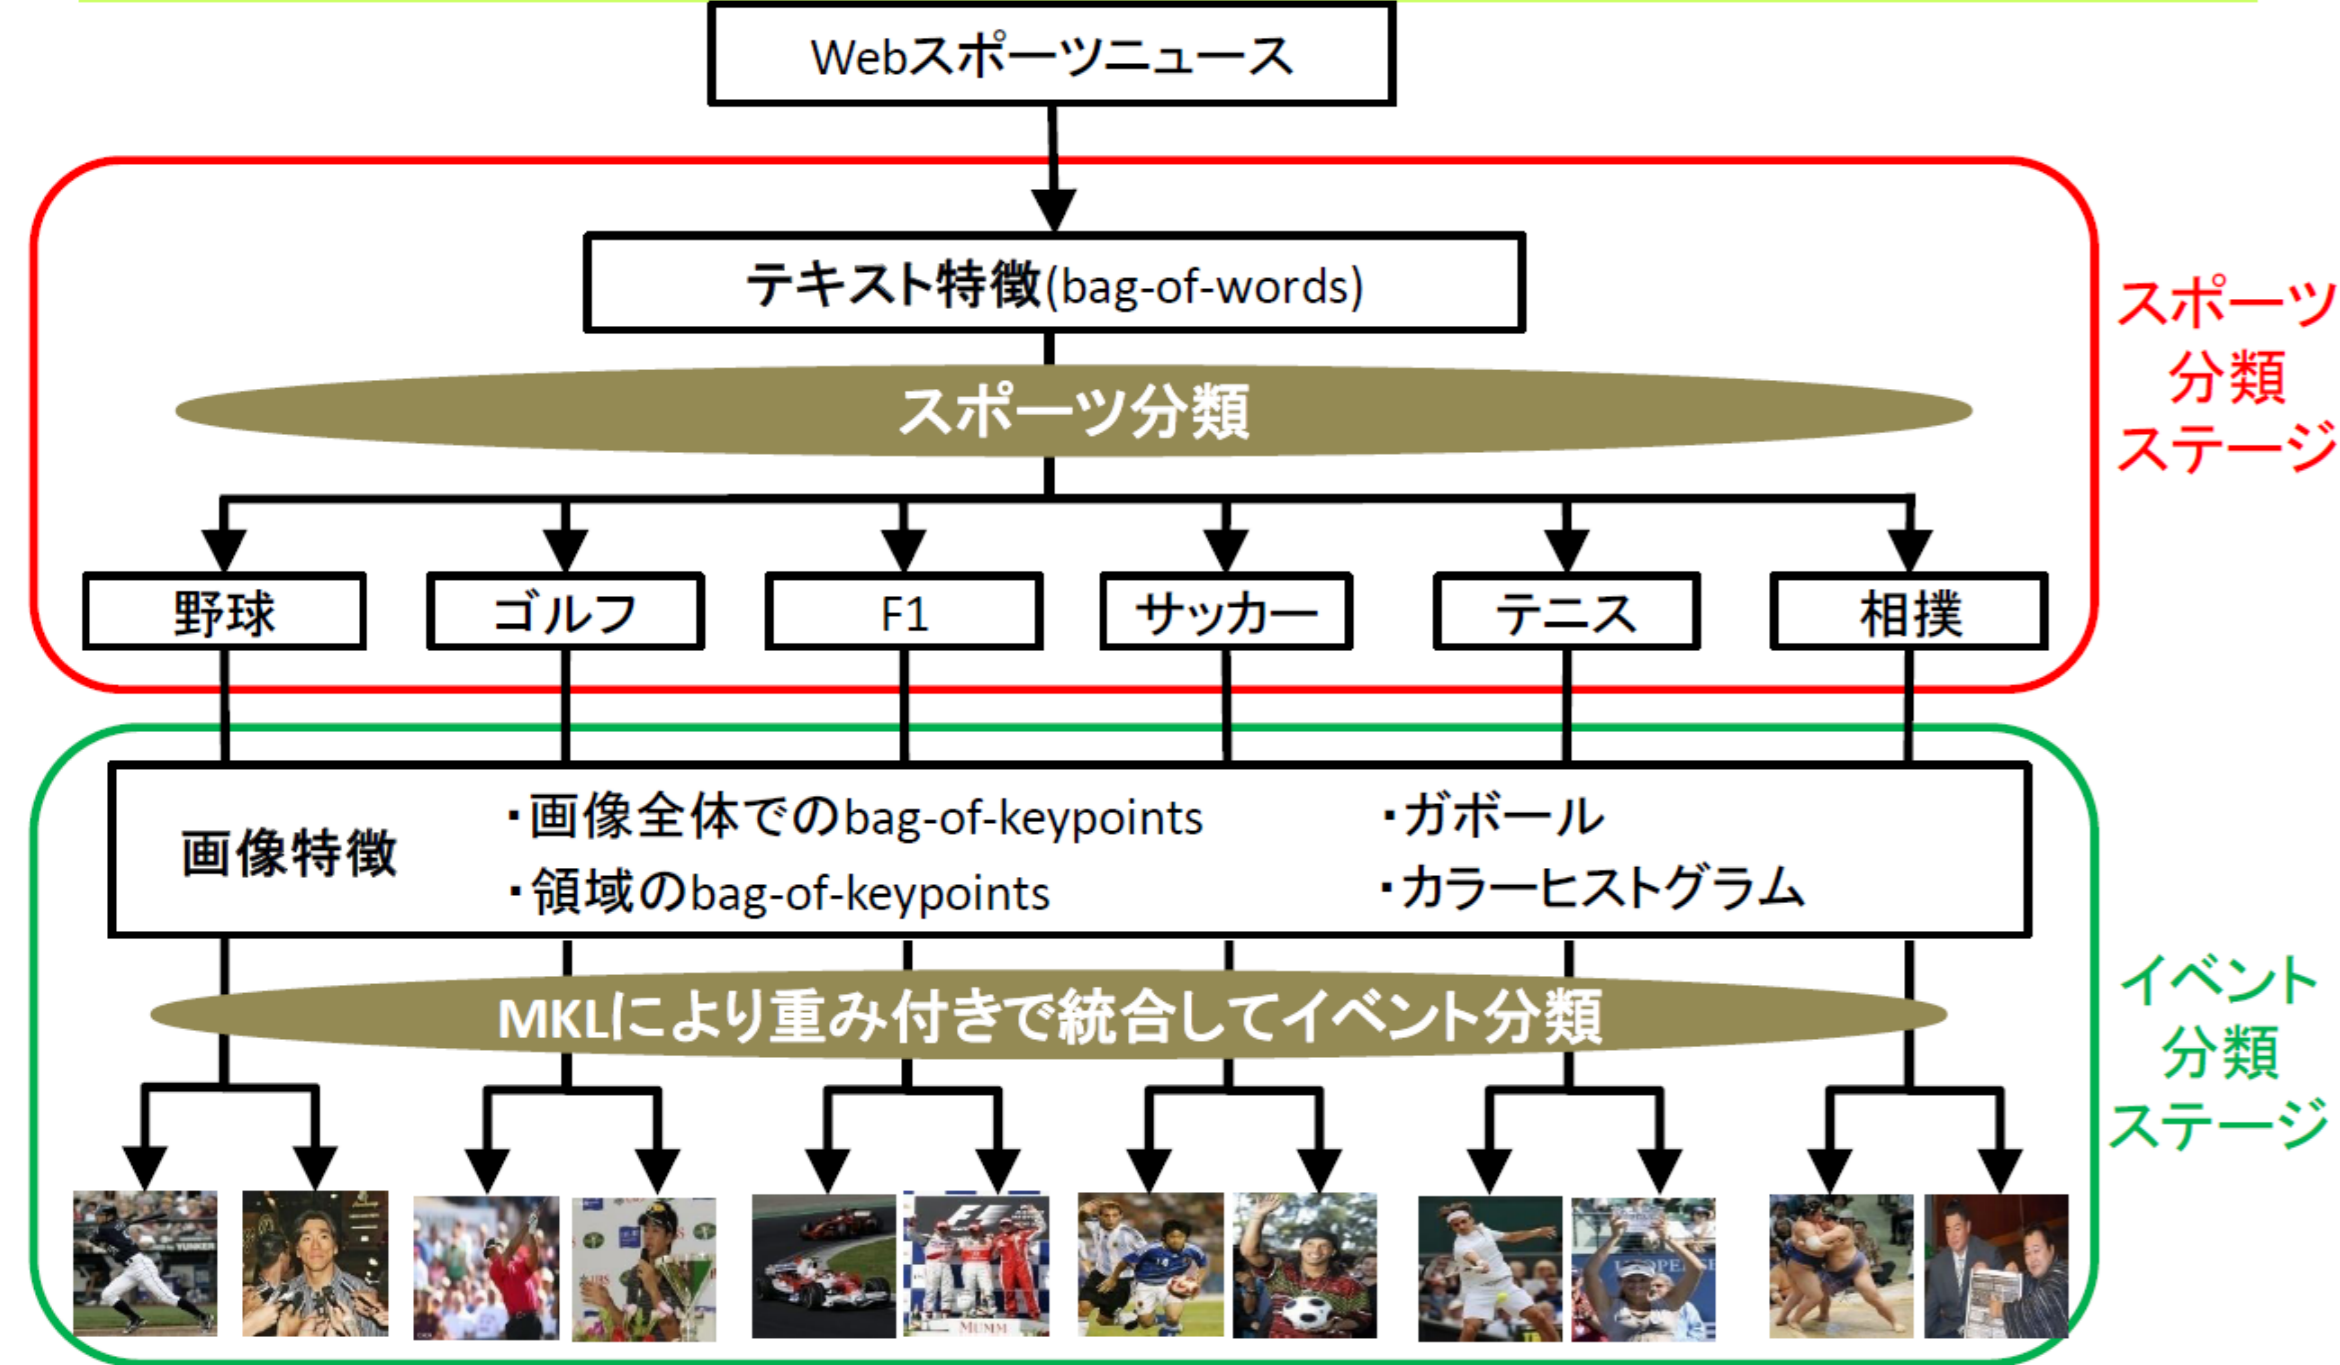 Webスポーツニュース
テキスト特徴(bag-of-words)
スポーツ分類
スポーツ
分類
ステージ
野球
ゴルフ
F1
サッカー
テニス
相撲
画像特徴
・画像全体でのbag-of-keypoints
・領域のbag-of-keypoints
・ガボール
・カラーヒストグラム
MKLにより重み付きで統合してイベント分類
イベント
分類
ステージ
YUNKER
MUMM